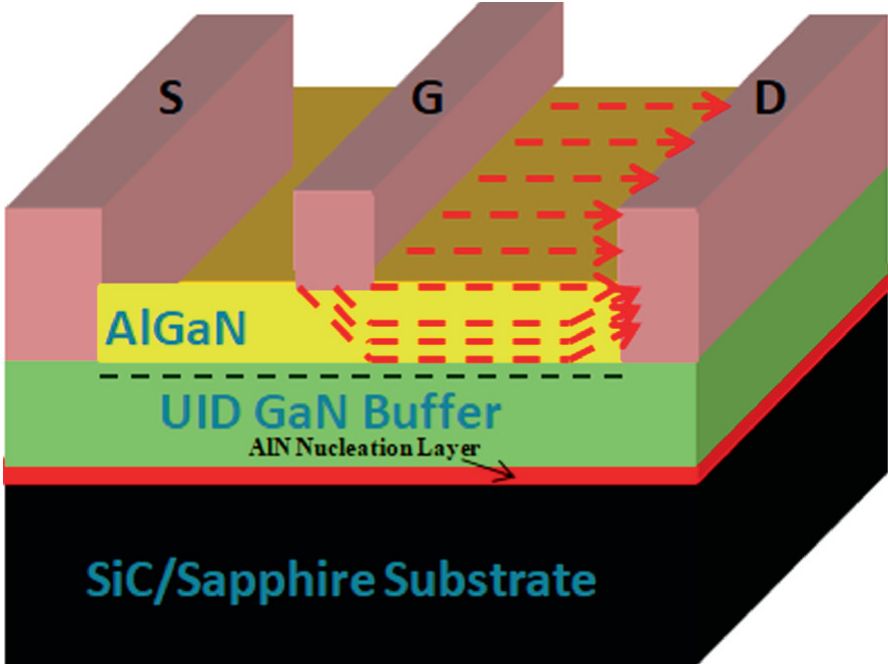 S G D
AlGaN
UID GaN Buffer
AlN Nucleation Layer
SiC/Sapphire Substrate